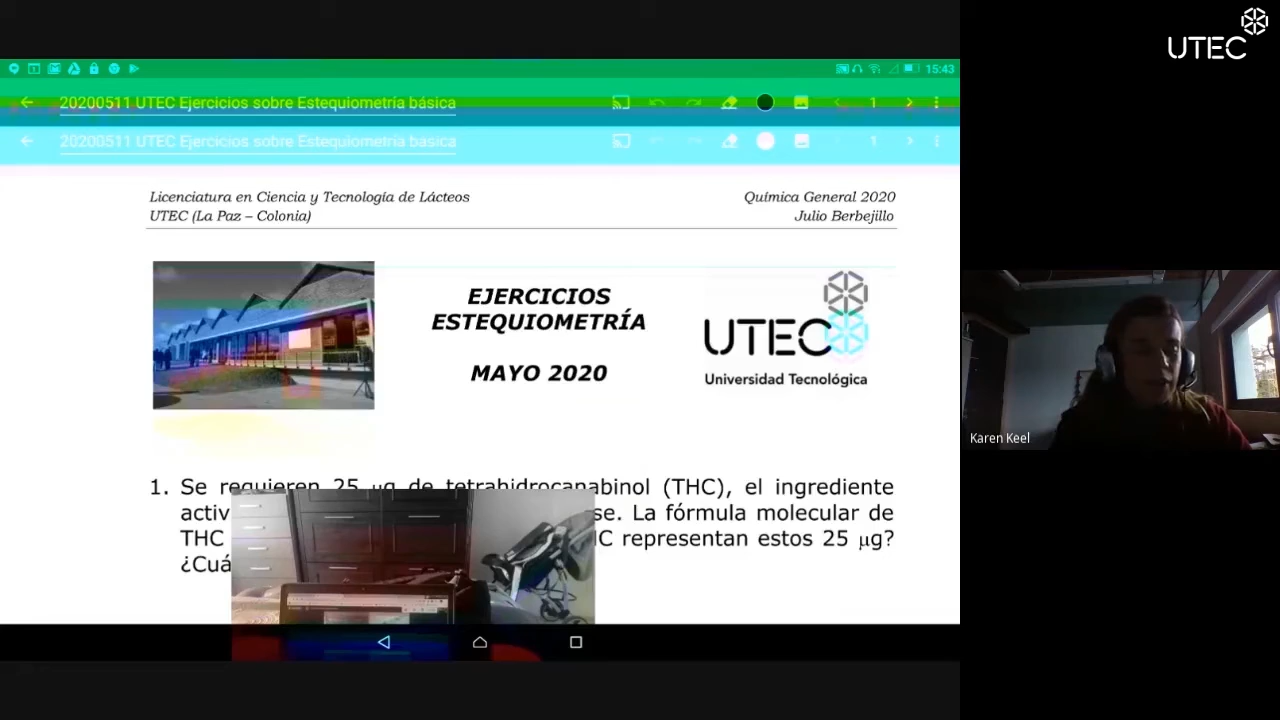 UTEC
15:43
20200511 UTEC Ejercicios sobre Estequiometría básica
1
20200511 UTEC Ejercicios sobre Estequiometría básica
1
Licenciatura en Ciencia y Tecnología de Lácteos
Química General 2020
UTEC (La Paz – Colonia)
Julio Berbejillo
EJERCICIOS
ESTEQUIOMETRÍA
MAYO 2020
UTEC
Universidad Tecnológica
1. Se requieren 25 μg de tetrahidrocanabinol (THC), el ingrediente
activ se. La fórmula molecular de
THC representan estos 25 μg?
¿Cuá
Karen Keel